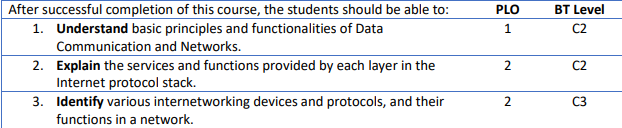 After successful completion of this course, the students should be able to: PLO BT Level
1. Understand basic principles and functionalities of Data 1 C2
Communication and Networks.
2. Explain the services and functions provided by each layer in the 2 C2
Internet protocol stack.
3. Identify various internetworking devices and protocols, and their 2 C3
functions in a network.